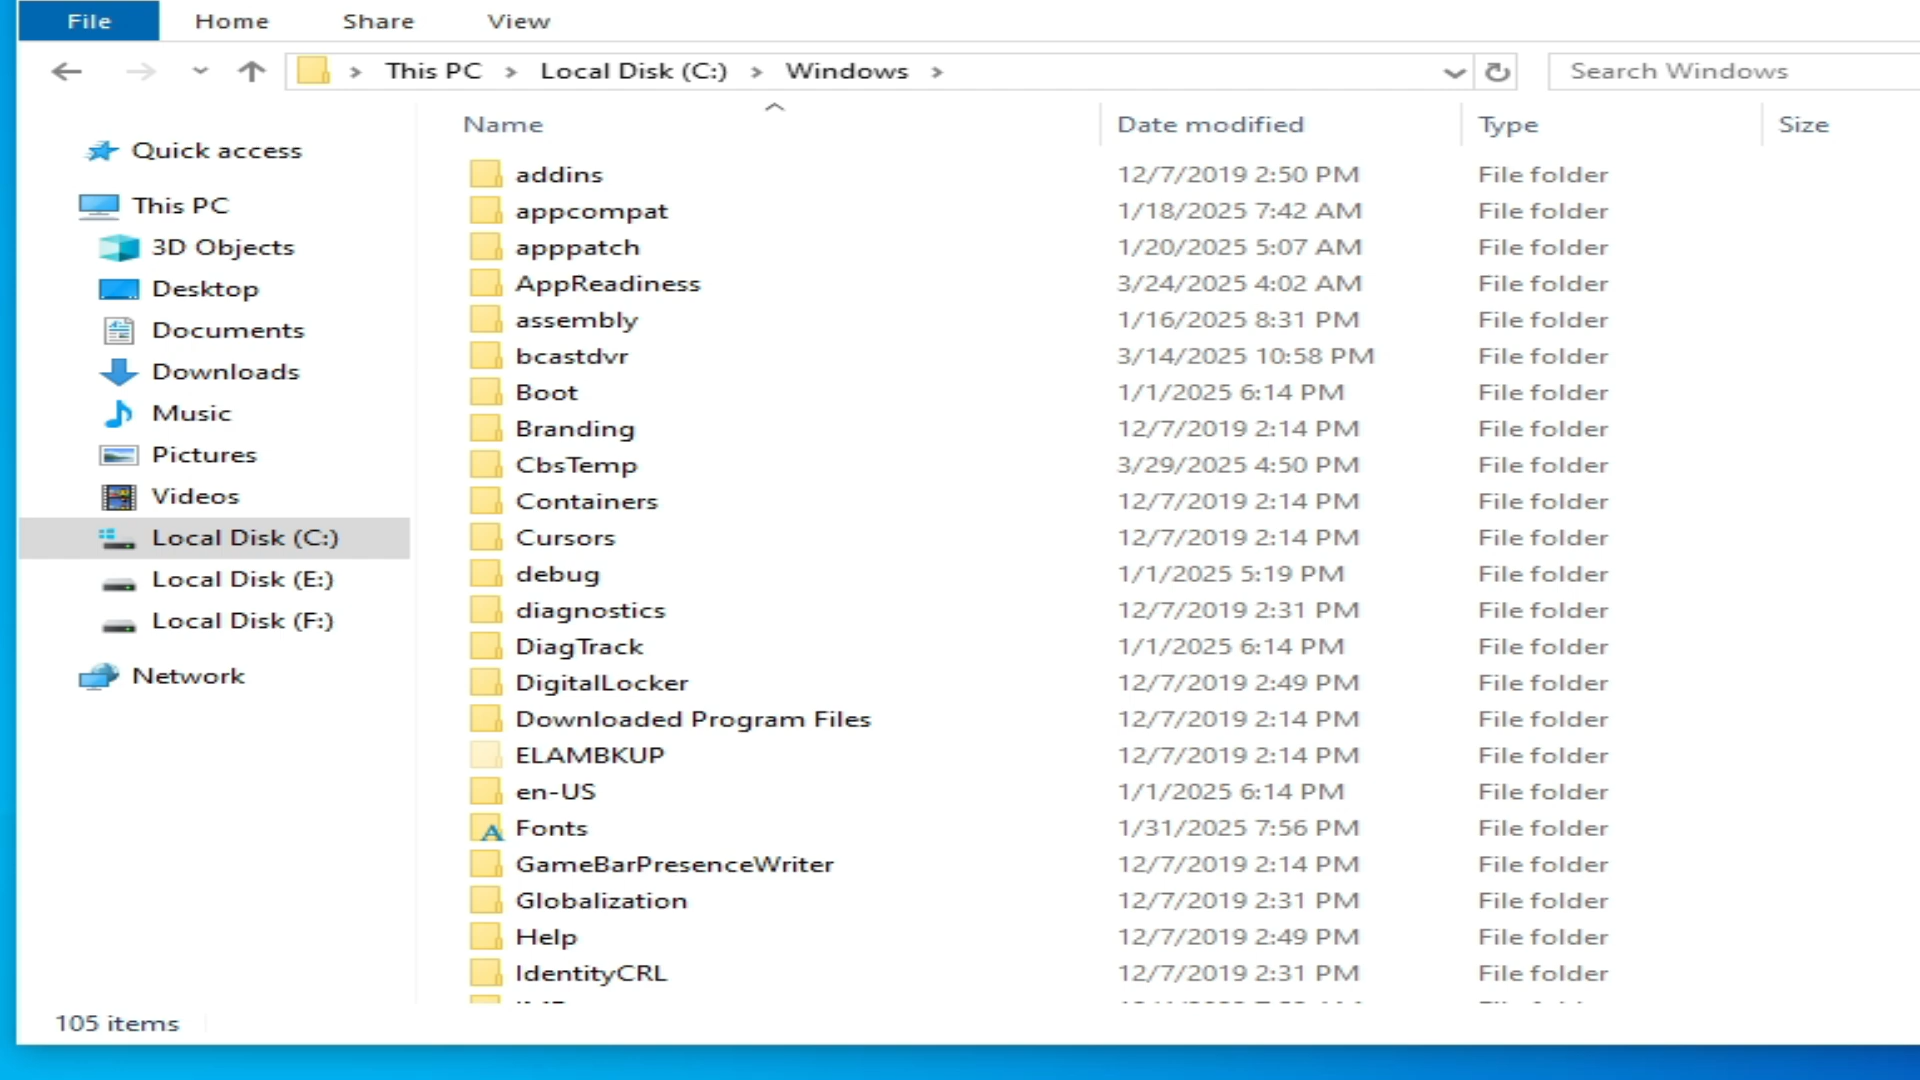 File Home Share View
This PC > Local Disk (C:) > Windows >
Search Windows
Quick access
This PC
3D Objects
Desktop
Documents
Downloads
Music
Pictures
Videos
Local Disk (C:)
Local Disk (E:)
Local Disk (F:)
Network
Name Date modified Type Size
addins 12/7/2019 2:50 PM File folder
appcompat 1/18/2025 7:42 AM File folder
apppatch 1/20/2025 5:07 AM File folder
AppReadiness 3/24/2025 4:02 AM File folder
assembly 1/16/2025 8:31 PM File folder
bcastdvr 3/14/2025 10:58 PM File folder
Boot 1/1/2025 6:14 PM File folder
Branding 12/7/2019 2:14 PM File folder
CbsTemp 3/29/2025 4:50 PM File folder
Containers 12/7/2019 2:14 PM File folder
Cursors 12/7/2019 2:14 PM File folder
debug 1/1/2025 5:19 PM File folder
diagnostics 12/7/2019 2:31 PM File folder
DiagTrack 1/1/2025 6:14 PM File folder
DigitalLocker 12/7/2019 2:49 PM File folder
Downloaded Program Files 12/7/2019 2:14 PM File folder
ELAMBKUP 12/7/2019 2:14 PM File folder
en-US 1/1/2025 6:14 PM File folder
Fonts 1/31/2025 7:56 PM File folder
GameBarPresenceWriter 12/7/2019 2:14 PM File folder
Globalization 12/7/2019 2:31 PM File folder
Help 12/7/2019 2:49 PM File folder
IdentityCRL 12/7/2019 2:31 PM File folder
105 items